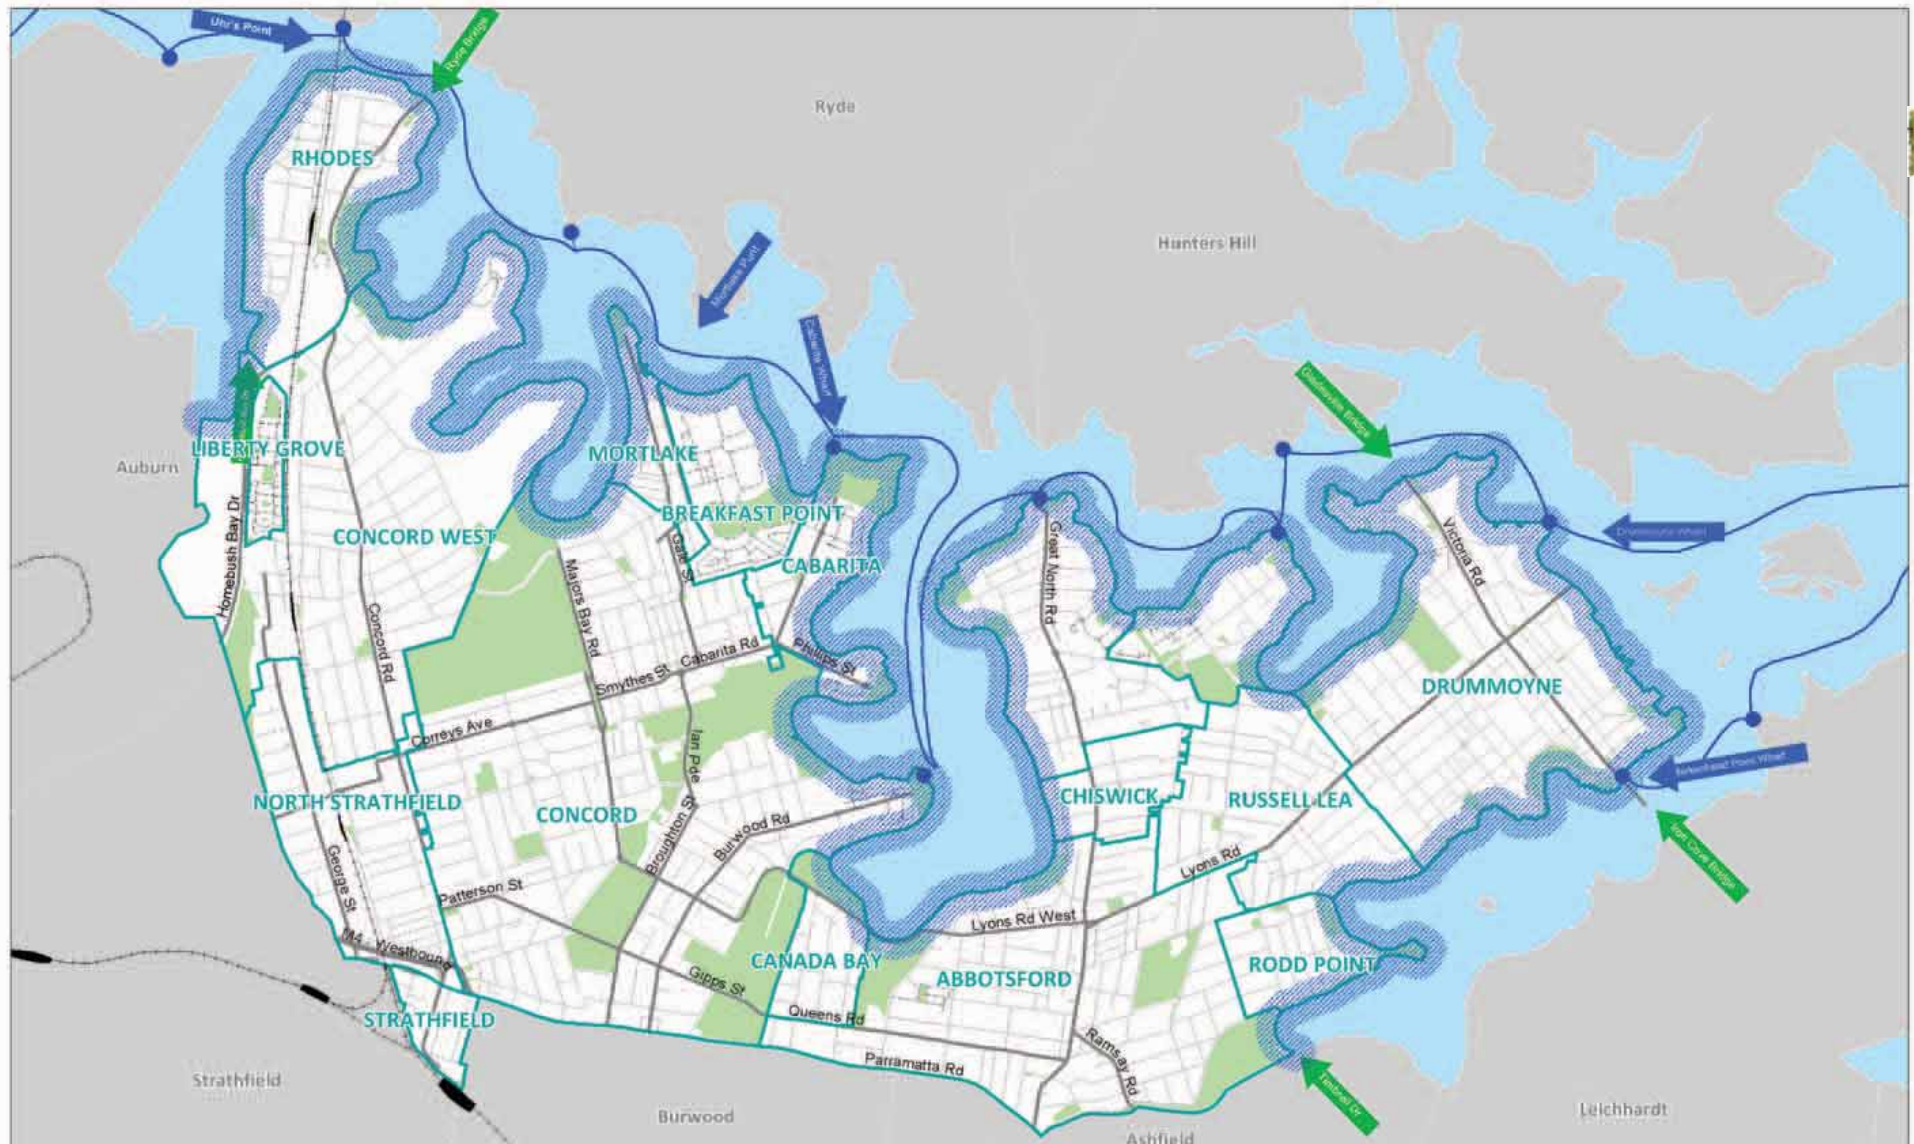 Uhr's Point
Ryde Bridge
Ryde
RHODES
Mortlake Punt
Hunters Hill
Cabarita Wharf
Gladesville Bridge
LIBERTY GROVE
Auburn
MORTLAKE
Homebush Bay Dr
BREAKFAST POINT
CONCORD WEST
CABARITA
Gale St
Great North Rd
Victoria Rd
Drummoyne Wharf
Majors Bay Rd
Concord Rd
Cabarita Rd
Phillips St
Smythes St
DRUMMOYNE
Correys Ave
Ian Pde
Birkenhead Point Wharf
NORTH STRATHFIELD
CONCORD
CHISWICK
RUSSELL LEA
Broughton St
Burwood Rd
Iron Cove Bridge
George St
Patterson St
Lyons Rd
Lyons Rd West
M4 Westbound
CANADA BAY
ABBOTSFORD
RODD POINT
Gipps St
STRATHFIELD
Queens Rd
Ramsay Rd
Parramatta Rd
Strathfield
Burwood
Ashfield
Leichhardt